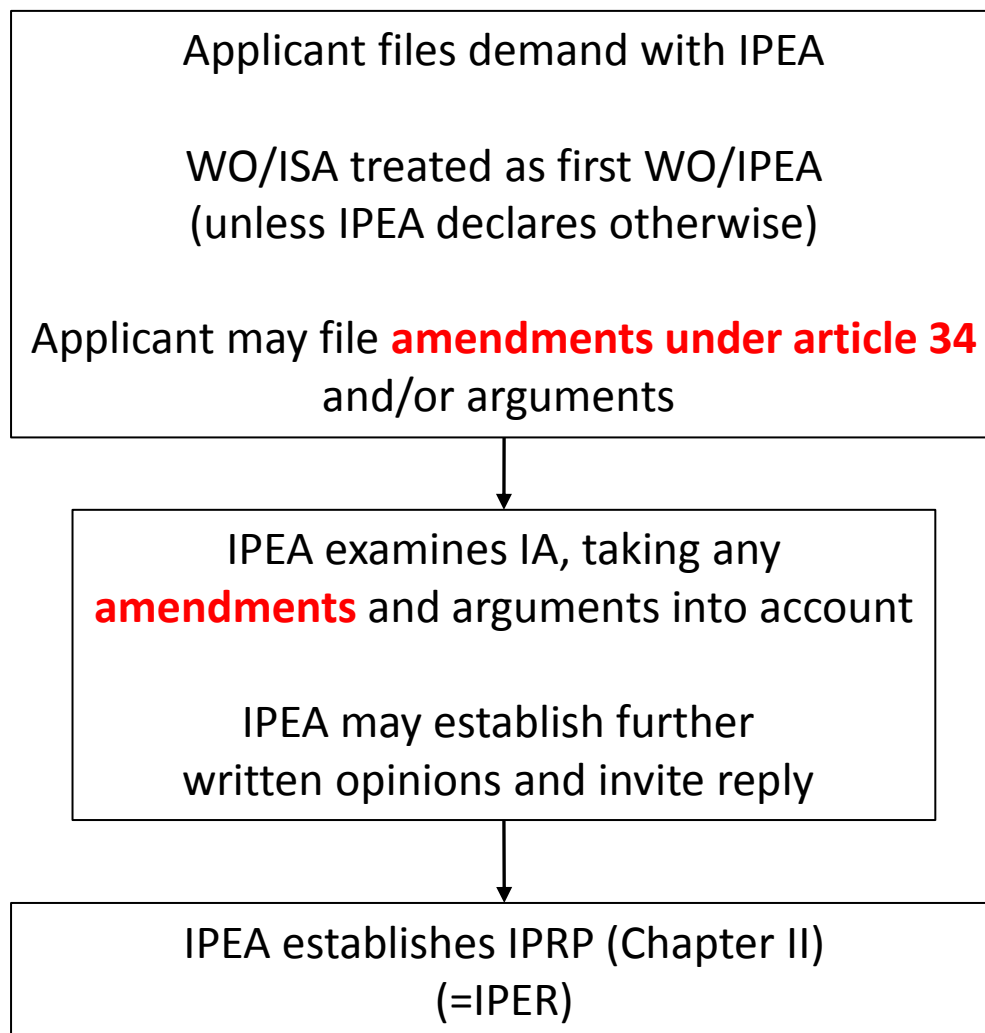 Applicant files demand with IPEA
WO/ISA treated as first WO/IPEA
(unless IPEA declares otherwise)
Applicant may file amendments under article 34
and/or arguments
IPEA examines IA, taking any
amendments and arguments into account
IPEA may establish further
written opinions and invite reply
IPEA establishes IPRP (Chapter II)
(=IPER)